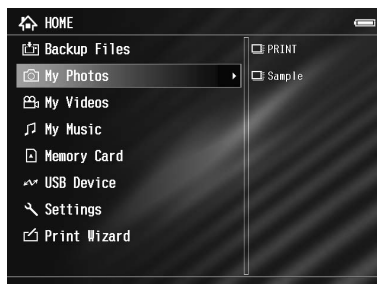 HOME
Backup Files
My Photos
My Videos
My Music
Memory Card
USB Device
Settings
Print Wizard
PRINT
Sample